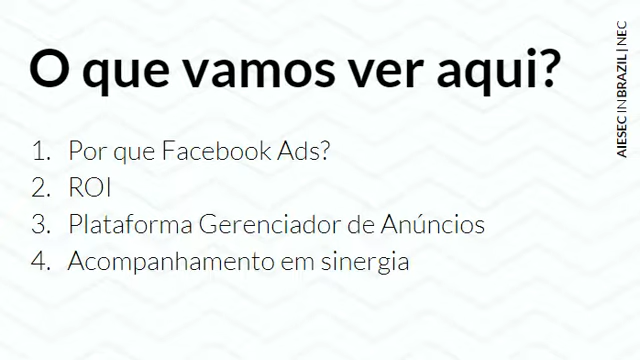 O que vamos ver aqui?
1. Por que Facebook Ads?
2. ROI
3. Plataforma Gerenciador de Anúncios
4. Acompanhamento em sinergia
AIESEC IN BRAZIL | NEC